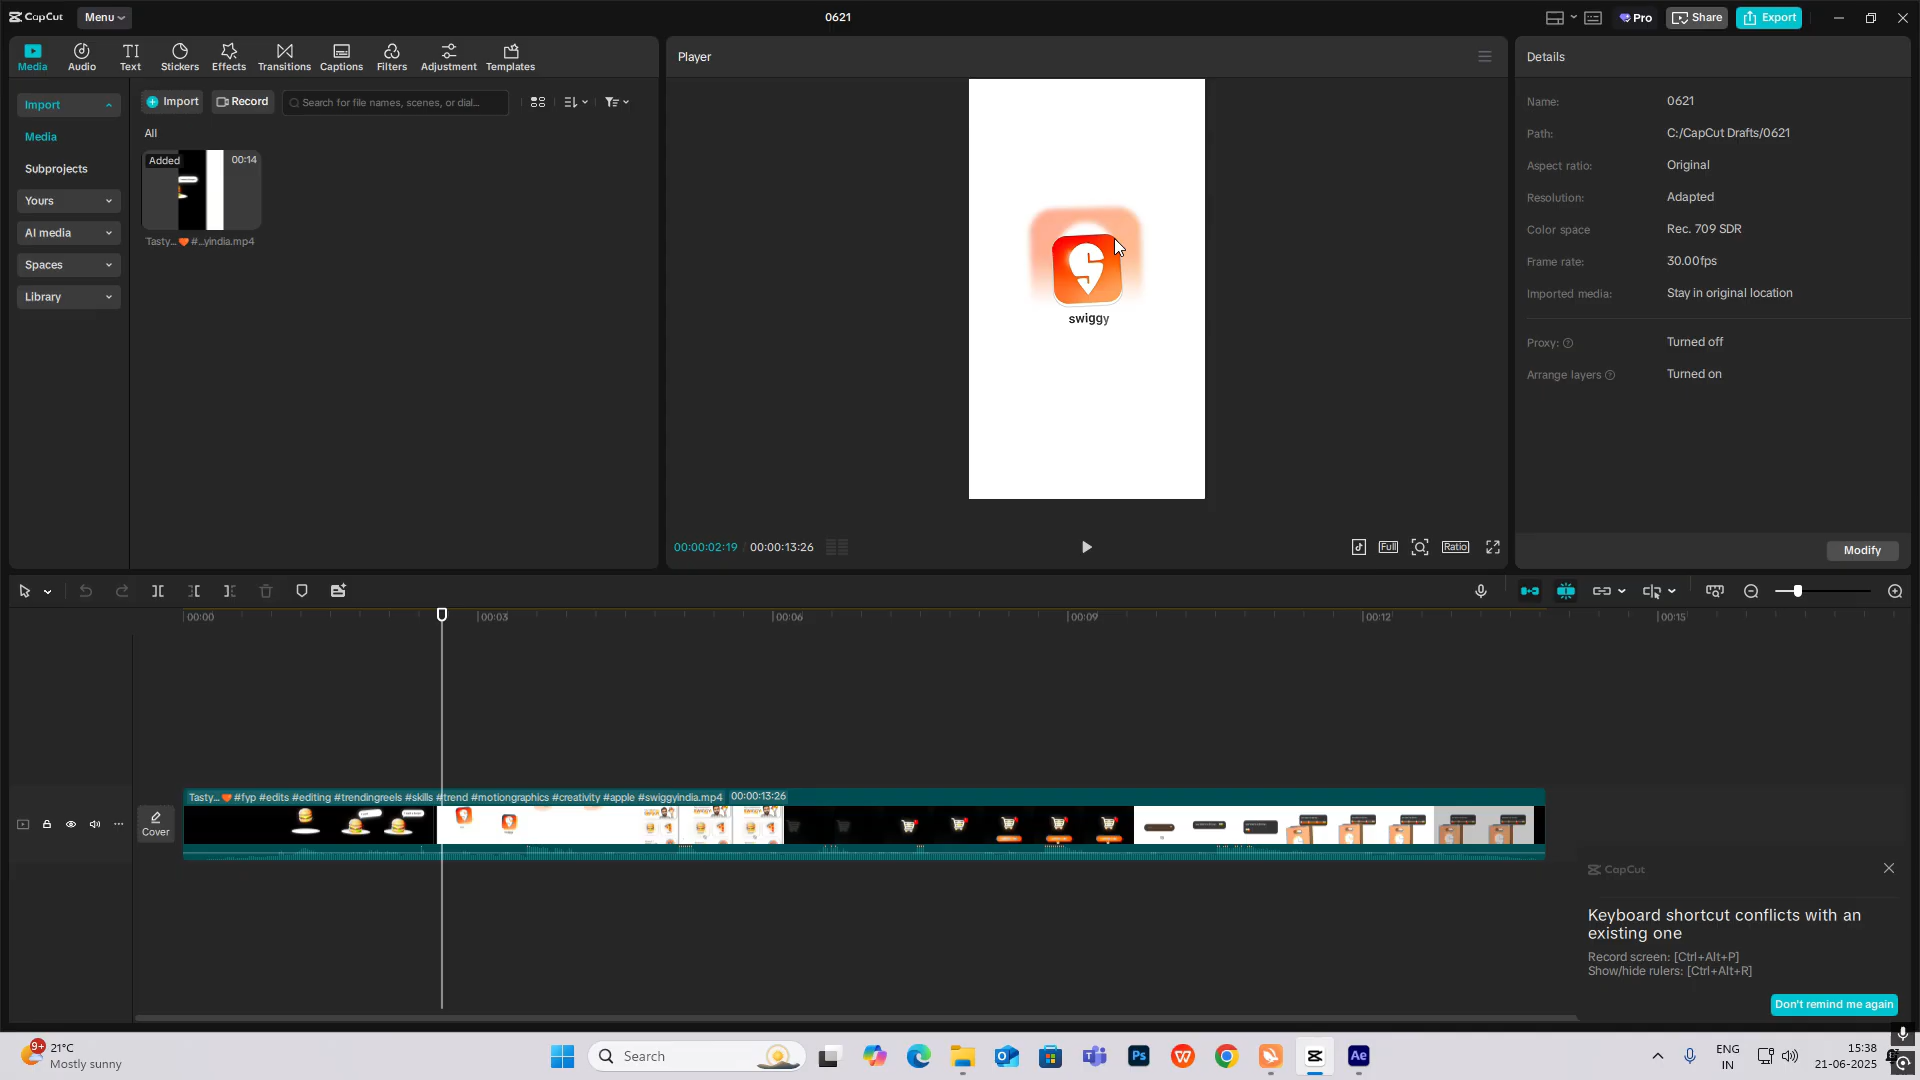 CapCut
Menu
0621
Pro
Share
Export
Media
Audio
Text
Stickers
Effects
Transitions
Captions
Filters
Adjustment
Templates
Player
Details
Import
Media
Subprojects
Yours
AI media
Spaces
Library
Import
Record
Search for file names, scenes, or dial...
All
Added
00:14
Tasty...❤️ #...yindia.mp4
swiggy
Name:
0621
Path:
C:/CapCut Drafts/0621
Aspect ratio:
Original
Resolution:
Adapted
Color space
Rec. 709 SDR
Frame rate:
30.00fps
Imported media:
Stay in original location
Proxy:
Turned off
Arrange layers
Turned on
Modify
00:00:02:19 / 00:00:13:26
Full
Ratio
00:00
00:03
00:06
00:09
00:12
00:15
Cover
Tasty...❤️ #fyp #edits #editing #trendingreels #skills #trend #motiongraphics #creativity #apple #swiggyindia.mp4 00:00:13:26
CapCut
Keyboard shortcut conflicts with an
existing one
Record screen: [Ctrl+Alt+P]
Show/hide rulers: [Ctrl+Alt+R]
Don't remind me again
9+
21°C
Mostly sunny
Search
Ps
Ae
ENG
IN
15:38
21-06-2025